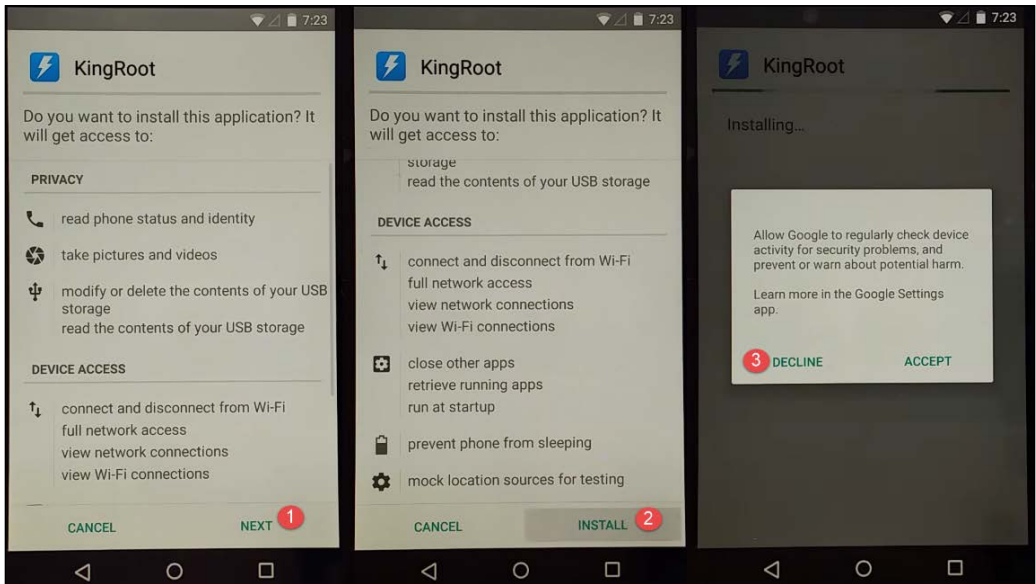 7:23
KingRoot
Do you want to install this application? It
will get access to:
PRIVACY
read phone status and identity
take pictures and videos
modify or delete the contents of your USB
storage
read the contents of your USB storage
DEVICE ACCESS
connect and disconnect from Wi-Fi
full network access
view network connections
view Wi-Fi connections
CANCEL
NEXT
1
7:23
KingRoot
Do you want to install this application? It
will get access to:
storage
read the contents of your USB storage
DEVICE ACCESS
connect and disconnect from Wi-Fi
full network access
view network connections
view Wi-Fi connections
close other apps
retrieve running apps
run at startup
prevent phone from sleeping
mock location sources for testing
CANCEL
INSTALL
2
7:23
KingRoot
Installing...
Allow Google to regularly check device
activity for security problems, and
prevent or warn about potential harm.
Learn more in the Google Settings
app.
3
DECLINE
ACCEPT